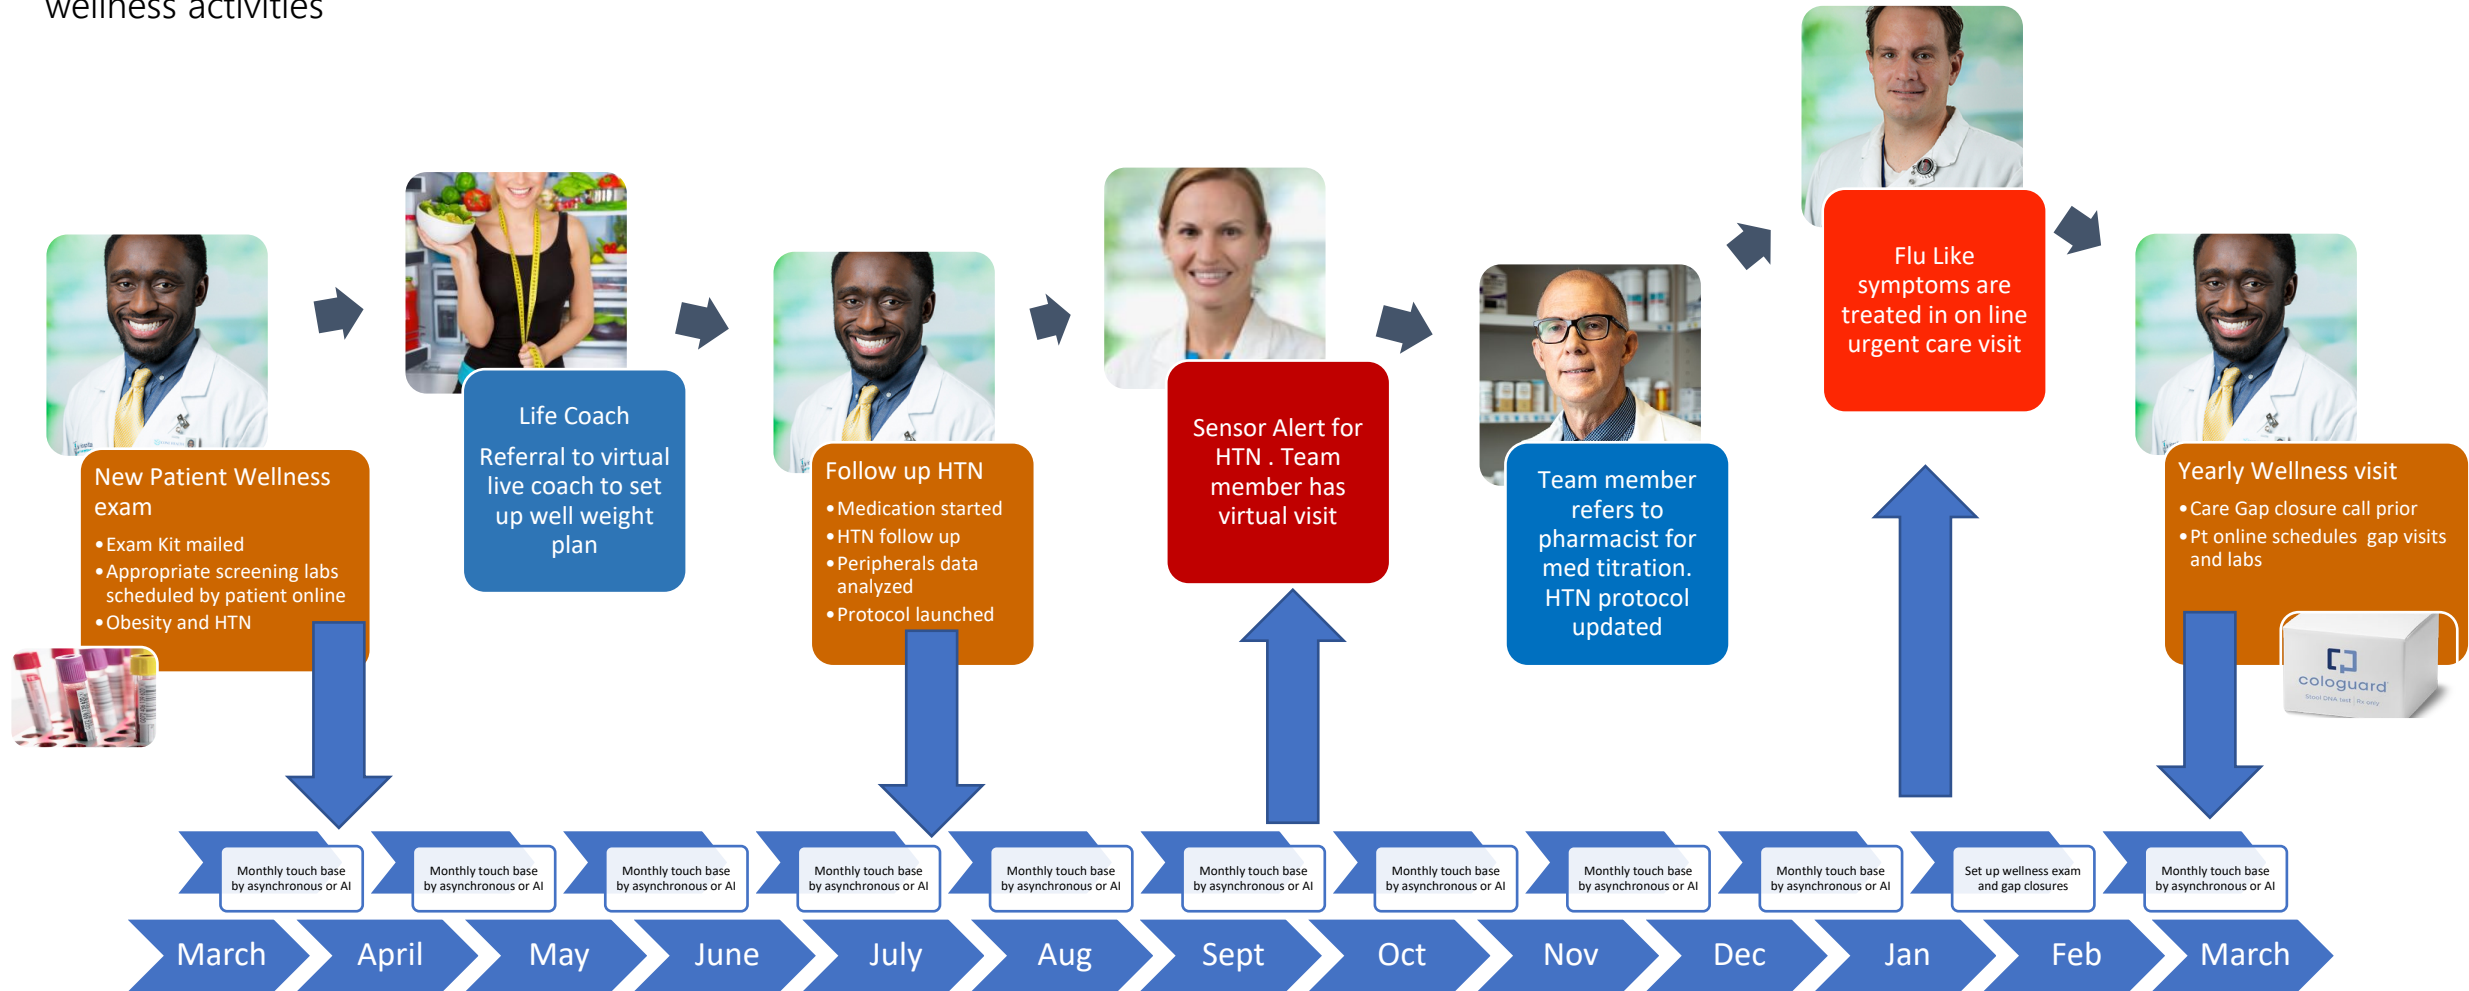 wellness activities
New Patient Wellness
exam
•Exam Kit mailed
•Appropriate screening labs
scheduled by patient online
•Obesity and HTN
Life Coach
Referral to virtual
live coach to set
up well weight
plan
Follow up HTN
•Medication started
•HTN follow up
•Peripherals data
analyzed
•Protocol launched
Sensor Alert for
HTN . Team
member has
virtual visit
Team member
refers to
pharmacist for
med titration.
HTN protocol
updated
Flu Like
symptoms are
treated in on line
urgent care visit
Yearly Wellness visit
•Care Gap closure call prior
•Pt online schedules gap visits
and labs
cologuard
Stool DNA test | Rx only
Monthly touch base
by asynchronous or AI
Monthly touch base
by asynchronous or AI
Monthly touch base
by asynchronous or AI
Monthly touch base
by asynchronous or AI
Monthly touch base
by asynchronous or AI
Monthly touch base
by asynchronous or AI
Monthly touch base
by asynchronous or AI
Monthly touch base
by asynchronous or AI
Monthly touch base
by asynchronous or AI
Set up wellness exam
and gap closures
Monthly touch base
by asynchronous or AI
March
April
May
June
July
Aug
Sept
Oct
Nov
Dec
Jan
Feb
March